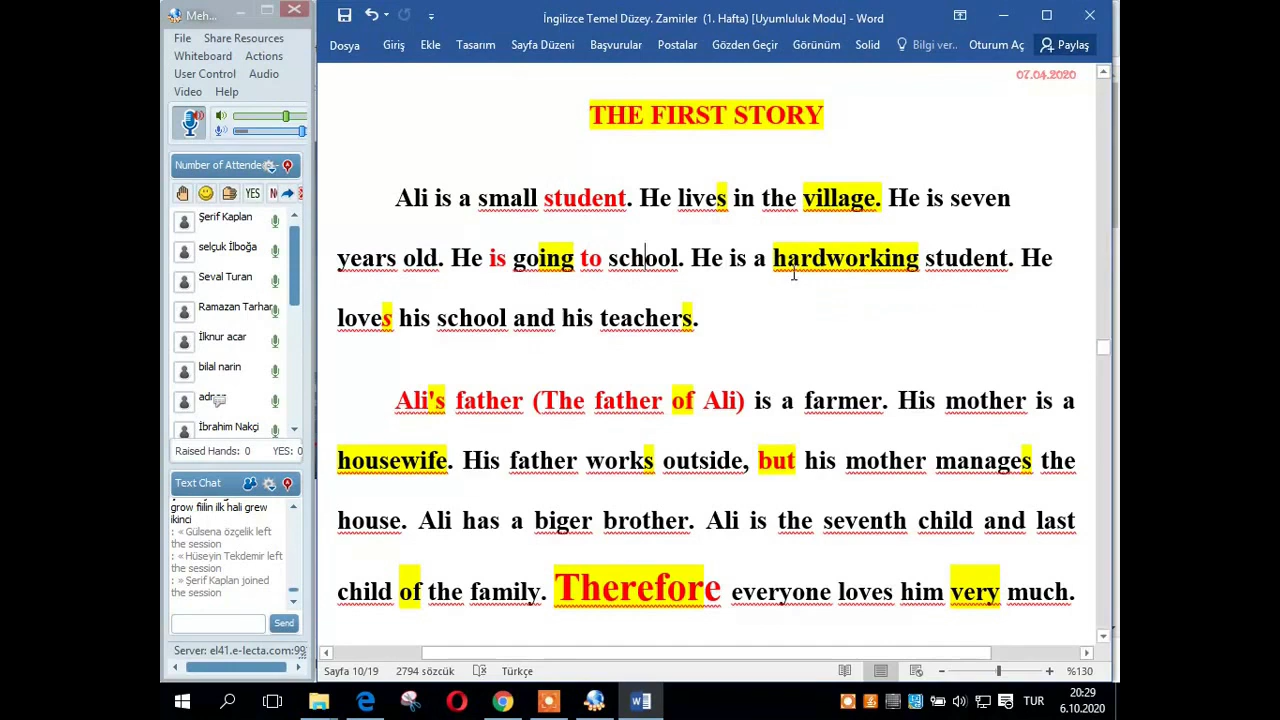 Meh...
File Share Resources
Whiteboard Actions
User Control Audio
Video Help
Number of Attende
YES
Şerif Kaplan
selçuk İlboğa
Seval Turan
Ramazan Tarhan
İlknur acar
bilal narin
İbrahim Nakçi
Raised Hands: 0 YES: 0
Text Chat
grow fiilin ilk hali grew
ikinci
: « Gülsena özçelik left
the session
: « Hüseyin Tekdemir left
the session
: » Şerif Kaplan joined
the session
Send
Server: el41.e-lecta.com:99
İngilizce Temel Düzey. Zamirler (1. Hafta) [Uyumluluk Modu] - Word
Dosya Giriş Ekle Tasarım Sayfa Düzeni Başvurular Postalar Gözden Geçir Görünüm Solid Bilgi ver.. Oturum Aç Paylaş
07.04.2020
THE FIRST STORY
Ali is a small student. He lives in the village. He is seven
years old. He is going to school. He is a hardworking student. He
loves his school and his teachers.
Ali's father (The father of Ali) is a farmer. His mother is a
housewife. His father works outside, but his mother manages the
house. Ali has a biger brother. Ali is the seventh child and last
child of the family. Therefore everyone loves him very much.
Sayfa 10/19 2794 sözcük Türkçe %130
TUR
20:29
6.10.2020